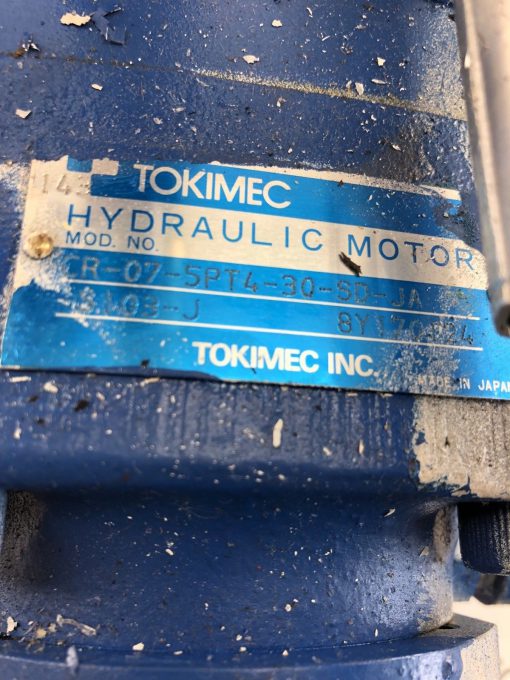 TOKIMEC
HYDRAULIC MOTOR
MOD. NO.
CR-07-5PT4-30-SD-JA
TOKIMEC INC.
MADE IN JAPAN